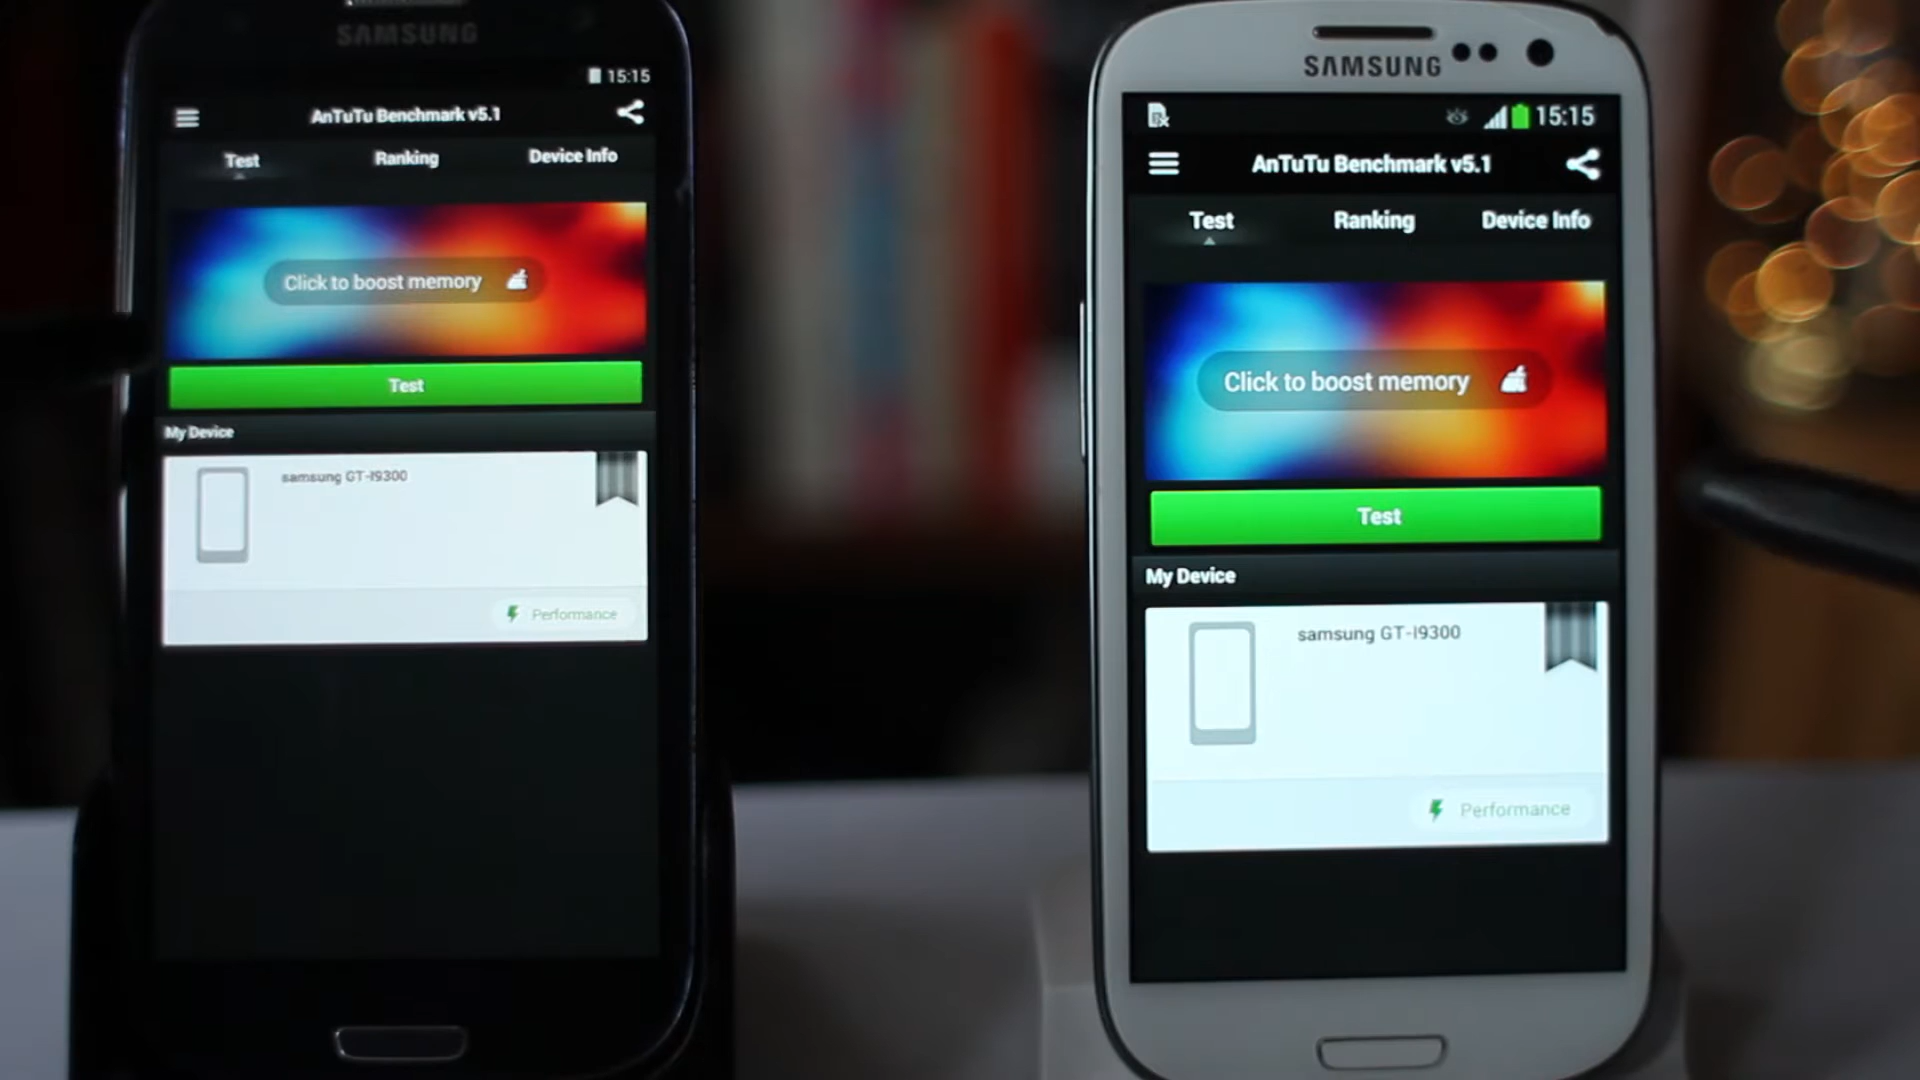 SAMSUNG
15:15
AnTuTu Benchmark v5.1
Test Ranking Device Info
Click to boost memory
Test
My Device
samsung GT-I9300
Performance
SAMSUNG
15:15
AnTuTu Benchmark v5.1
Test Ranking Device Info
Click to boost memory
Test
My Device
samsung GT-I9300
Performance